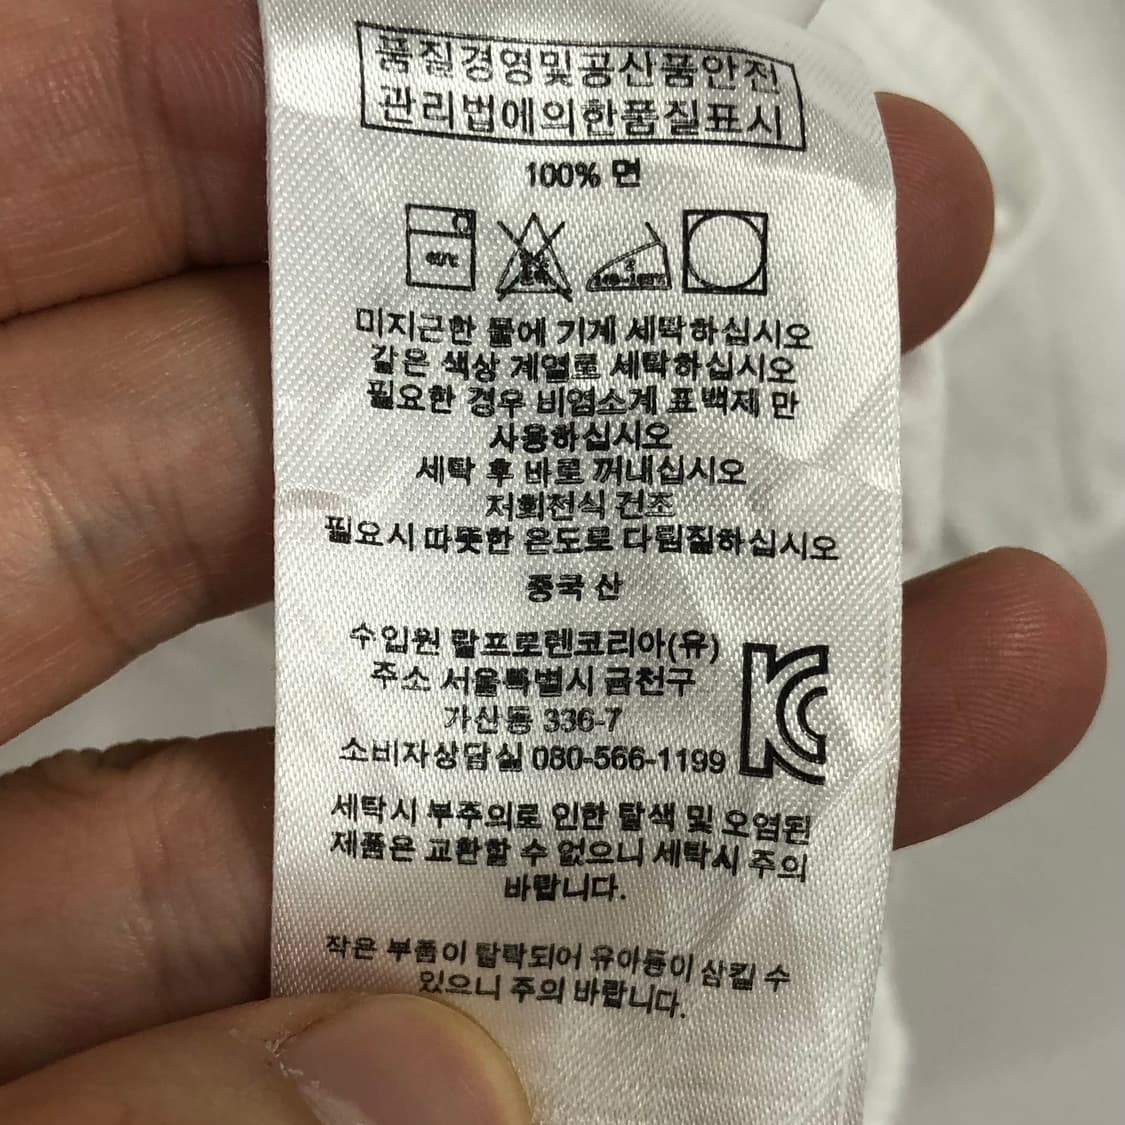 품질경영및공산품안전
관리법에의한품질표시
100% 면
미지근한 물에 기계 세탁하십시오
같은 색상 계열로 세탁하십시오
필요한 경우 비염소계 표백제 만
사용하십시오
세탁 후 바로 꺼내십시오
저회전식 건조
필요시 따뜻한 온도로 다림질하십시오
중국 산
수입원 랄프로렌코리아(유)
주소 서울특별시 금천구
가산동 336-7
소비자상담실 080-566-1199
세탁시 부주의로 인한 탈색 및 오염된
제품은 교환할 수 없으니 세탁시 주의
바랍니다.
작은 부품이 탈락되어 유아등이 삼킬 수
있으니 주의 바랍니다.